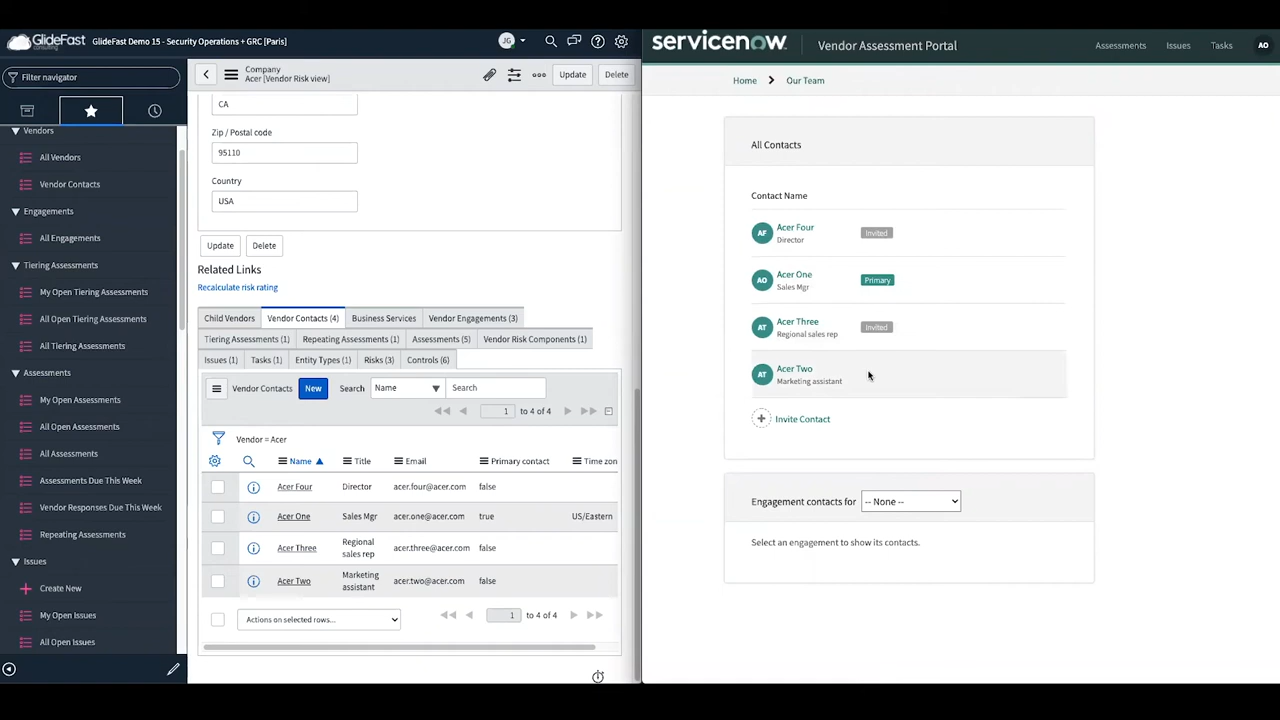 GlideFast
consulting
GlideFast Demo 15 - Security Operations + GRC [Paris]
JG
Filter navigator
Vendors
All Vendors
Vendor Contacts
Engagements
All Engagements
Tiering Assessments
My Open Tiering Assessments
All Open Tiering Assessments
All Tiering Assessments
Assessments
My Open Assessments
All Open Assessments
All Assessments
Assessments Due This Week
Vendor Responses Due This Week
Repeating Assessments
Issues
Create New
My Open Issues
All Open Issues
Company
Acer [Vendor Risk view]
Update
Delete
CA
Zip / Postal code
95110
Country
USA
Update
Delete
Related Links
Recalculate risk rating
Child Vendors
Vendor Contacts (4)
Business Services
Vendor Engagements (3)
Tiering Assessments (1)
Repeating Assessments (1)
Assessments (5)
Vendor Risk Components (1)
Issues (1)
Tasks (1)
Entity Types (1)
Risks (3)
Controls (6)
Vendor Contacts
New
Search
Name
Search
1 to 4 of 4
Vendor = Acer
Name Title Email Primary contact Time zon
Acer Four Director acer.four@acer.com false
Acer One Sales Mgr acer.one@acer.com true US/Eastern
Acer Three Regional sales rep acer.three@acer.com false
Acer Two Marketing assistant acer.two@acer.com false
Actions on selected rows...
1 to 4 of 4
servicenow
Vendor Assessment Portal
Assessments
Issues
Tasks
AO
Home
Our Team
All Contacts
Contact Name
AF
Acer Four
Director
Invited
AO
Acer One
Sales Mgr
Primary
AT
Acer Three
Regional sales rep
Invited
AT
Acer Two
Marketing assistant
+ Invite Contact
Engagement contacts for
-- None --
Select an engagement to show its contacts.